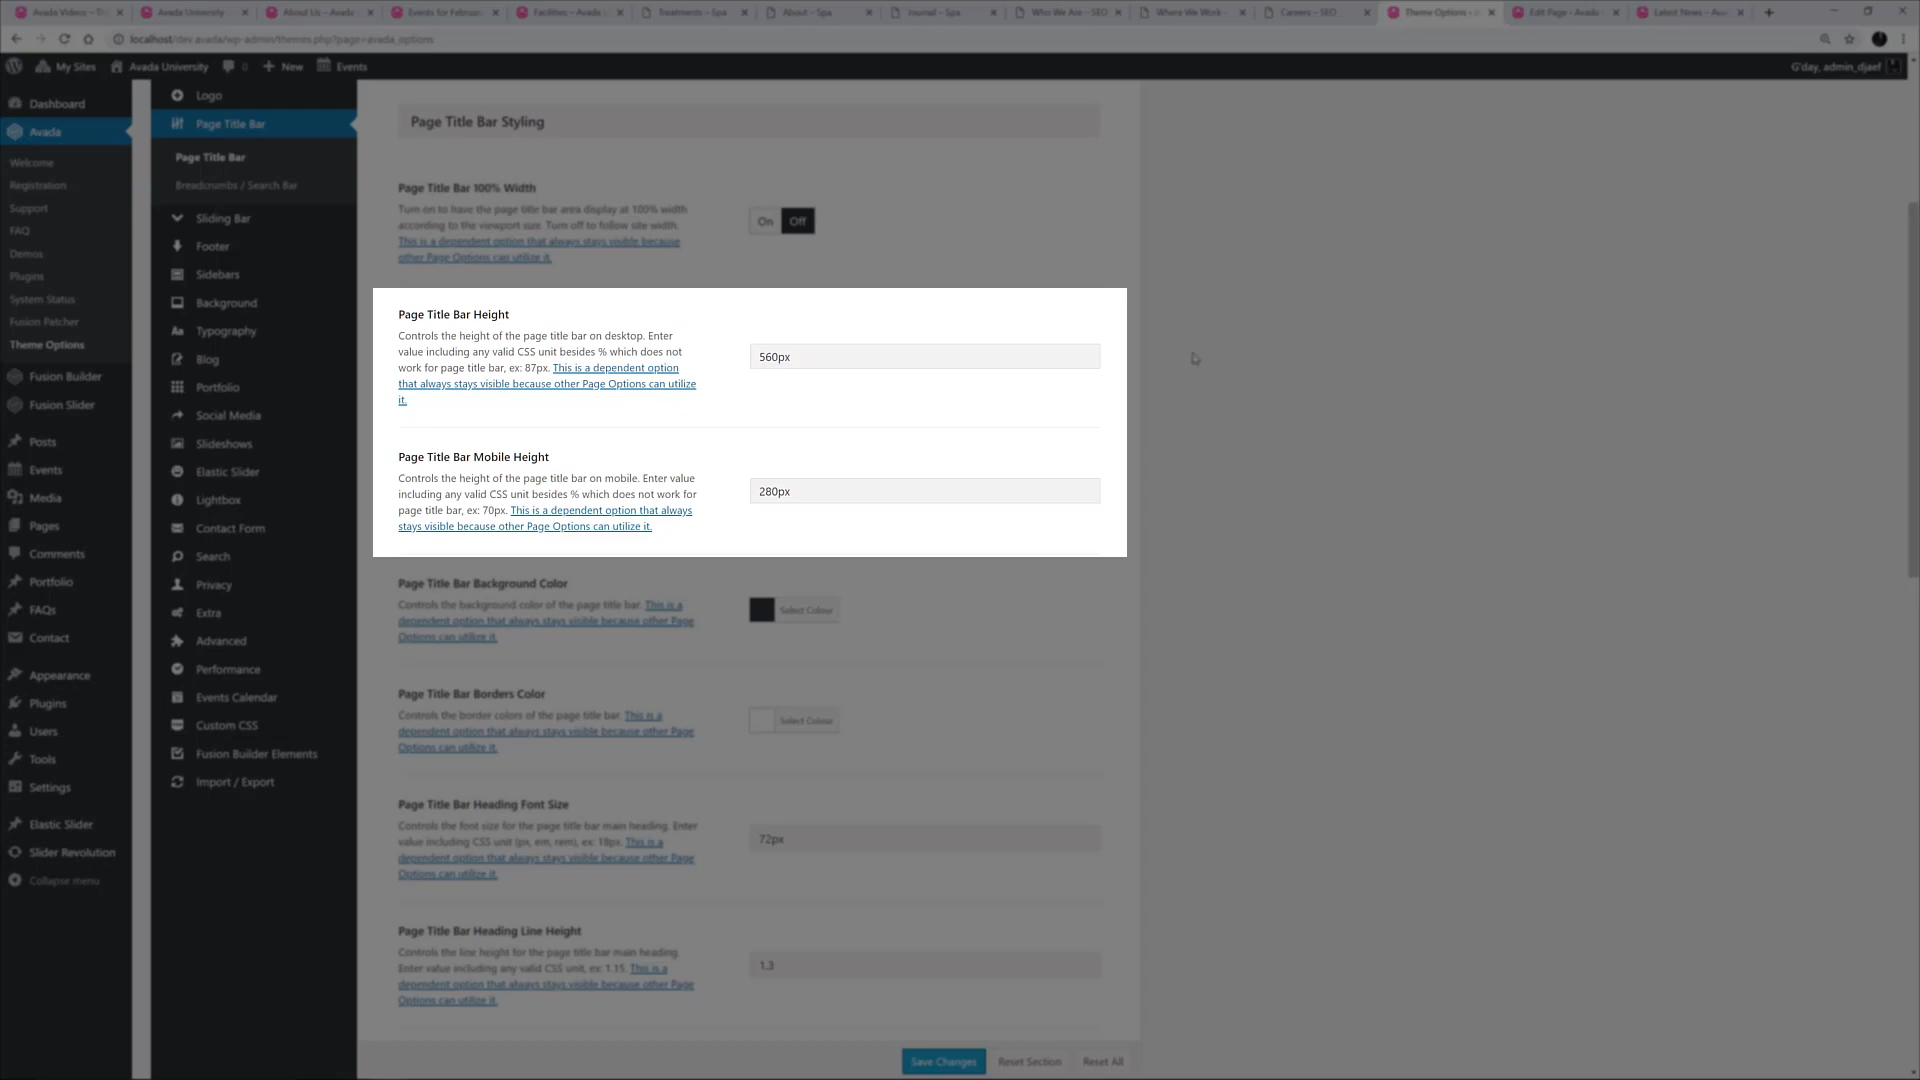 Avada Videos – D
Avada University
About Us – Avada
Events for Februar
Facilities – Avada
Treatments – Spa
About – Spa
Journal – Spa
Who We Are – SEO
Where We Work –
Careers – SEO
Theme Options ‹
Edit Page ‹ Avada
Latest News – Ava
localhost/dev.avada/wp-admin/themes.php?page=avada_options
My Sites
Avada University
0
New
Events
G'day, admin_djaef
Dashboard
Avada
Welcome
Registration
Support
FAQ
Demos
Plugins
System Status
Fusion Patcher
Theme Options
Fusion Builder
Fusion Slider
Posts
Events
Media
Pages
Comments
Portfolio
FAQs
Contact
Appearance
Plugins
Users
Tools
Settings
Elastic Slider
Slider Revolution
Collapse menu
Logo
Page Title Bar
Page Title Bar
Breadcrumbs / Search Bar
Sliding Bar
Footer
Sidebars
Background
Aa Typography
Blog
Portfolio
Social Media
Slideshows
Elastic Slider
Lightbox
Contact Form
Search
Privacy
Extra
Advanced
Performance
Events Calendar
Custom CSS
Fusion Builder Elements
Import / Export
Page Title Bar Styling
Page Title Bar 100% Width
Turn on to have the page title bar area display at 100% width
according to the viewport size. Turn off to follow site width.
This is a dependent option that always stays visible because
other Page Options can utilize it.
On Off
Page Title Bar Height
Controls the height of the page title bar on desktop. Enter
value including any valid CSS unit besides % which does not
work for page title bar, ex: 87px. This is a dependent option
that always stays visible because other Page Options can utilize
it.
560px
Page Title Bar Mobile Height
Controls the height of the page title bar on mobile. Enter value
including any valid CSS unit besides % which does not work for
page title bar, ex: 70px. This is a dependent option that always
stays visible because other Page Options can utilize it.
280px
Page Title Bar Background Color
Controls the background color of the page title bar. This is a
dependent option that always stays visible because other Page
Options can utilize it.
Select Colour
Page Title Bar Borders Color
Controls the border colors of the page title bar. This is a
dependent option that always stays visible because other Page
Options can utilize it.
Select Colour
Page Title Bar Heading Font Size
Controls the font size for the page title bar main heading. Enter
value including CSS unit (px, em, rem), ex: 18px. This is a
dependent option that always stays visible because other Page
Options can utilize it.
72px
Page Title Bar Heading Line Height
Controls the line height for the page title bar main heading.
Enter value including any valid CSS unit, ex: 1.15. This is a
dependent option that always stays visible because other Page
Options can utilize it.
1.3
Save Changes
Reset Section
Reset All